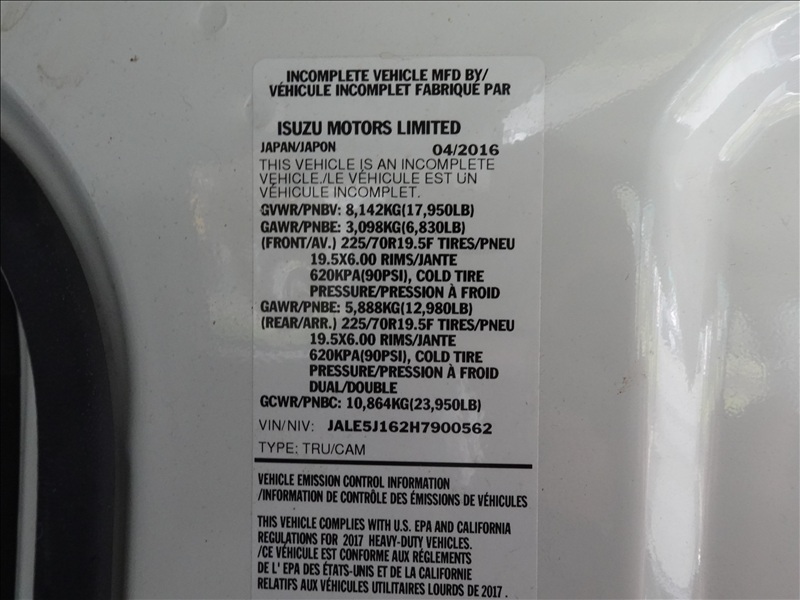 INCOMPLETE VEHICLE MFD BY/
VÉHICULE INCOMPLET FABRIQUÉ PAR
ISUZU MOTORS LIMITED
JAPAN/JAPON 04/2016
THIS VEHICLE IS AN INCOMPLETE
VEHICLE./LE VÉHICULE EST UN
VÉHICULE INCOMPLET.
GVWR/PNBV: 8,142KG(17,950LB)
GAWR/PNBE: 3,098KG(6,830LB)
(FRONT/AV.) 225/70R19.5F TIRES/PNEU
19.5X6.00 RIMS/JANTE
620KPA(90PSI), COLD TIRE
PRESSURE/PRESSION À FROID
GAWR/PNBE: 5,888KG(12,980LB)
(REAR/ARR.) 225/70R19.5F TIRES/PNEU
19.5X6.00 RIMS/JANTE
620KPA(90PSI), COLD TIRE
PRESSURE/PRESSION À FROID
DUAL/DOUBLE
GCWR/PNBC: 10,864KG(23,950LB)
VIN/NIV: JALE5J162H7900562
TYPE: TRU/CAM
VEHICLE EMISSION CONTROL INFORMATION
/INFORMATION DE CONTRÔLE DES ÉMISSIONS DE VÉHICULES
THIS VEHICLE COMPLIES WITH U.S. EPA AND CALIFORNIA
REGULATIONS FOR 2017 HEAVY-DUTY VEHICLES.
/CE VÉHICULE EST CONFORME AUX RÉGLEMENTS
DE L' EPA DES ÉTATS-UNIS ET DE LA CALIFORNIE
RELATIFS AUX VÉHICULES UTILITAIRES LOURDS DE 2017 .